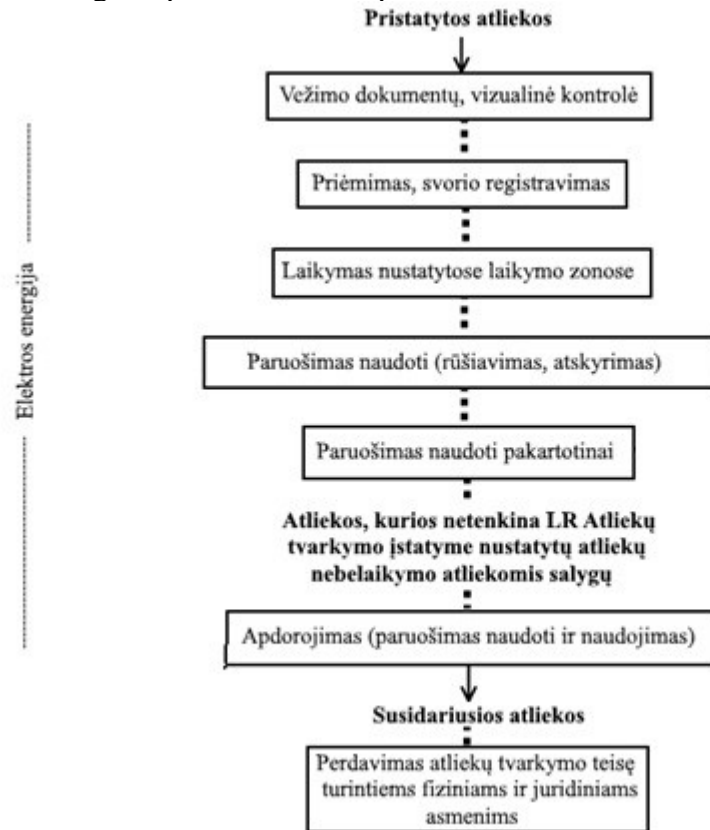 Pristatytos atliekos
Vežimo dokumentų, vizualinė kontrolė
Priėmimas, svorio registravimas
Laikymas nustatytose laikymo zonose
Elektros energija
Paruošimas naudoti (rūšiavimas, atskyrimas)
Paruošimas naudoti pakartotinai
Atliekos, kurios netenkina LR Atliekų
tvarkymo įstatyme nustatytų atliekų
nebelaikymo atliekomis salygų
Apdorojimas (paruošimas naudoti ir naudojimas)
Susidariusios atliekos
Perdavimas atliekų tvarkymo teisę
turintiems fiziniams ir juridiniams
asmenims